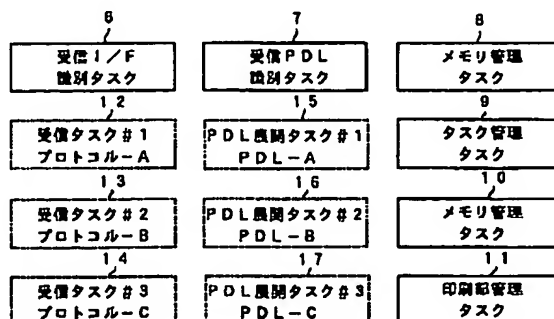 6 7 8
受信I/F 受信PDL メモリ管理
識別タスク 識別タスク タスク
12 15 9
受信タスク#1 PDL展開タスク#1 タスク管理
プロトコルーA PDL－A タスク
13 16 10
受信タスク#2 PDL展開タスク#2 メモリ管理
プロトコルーB PDL－B タスク
14 17 11
受信タスク#3 PDL展開タスク#3 印刷部管理
プロトコルーC PDL－C タスク